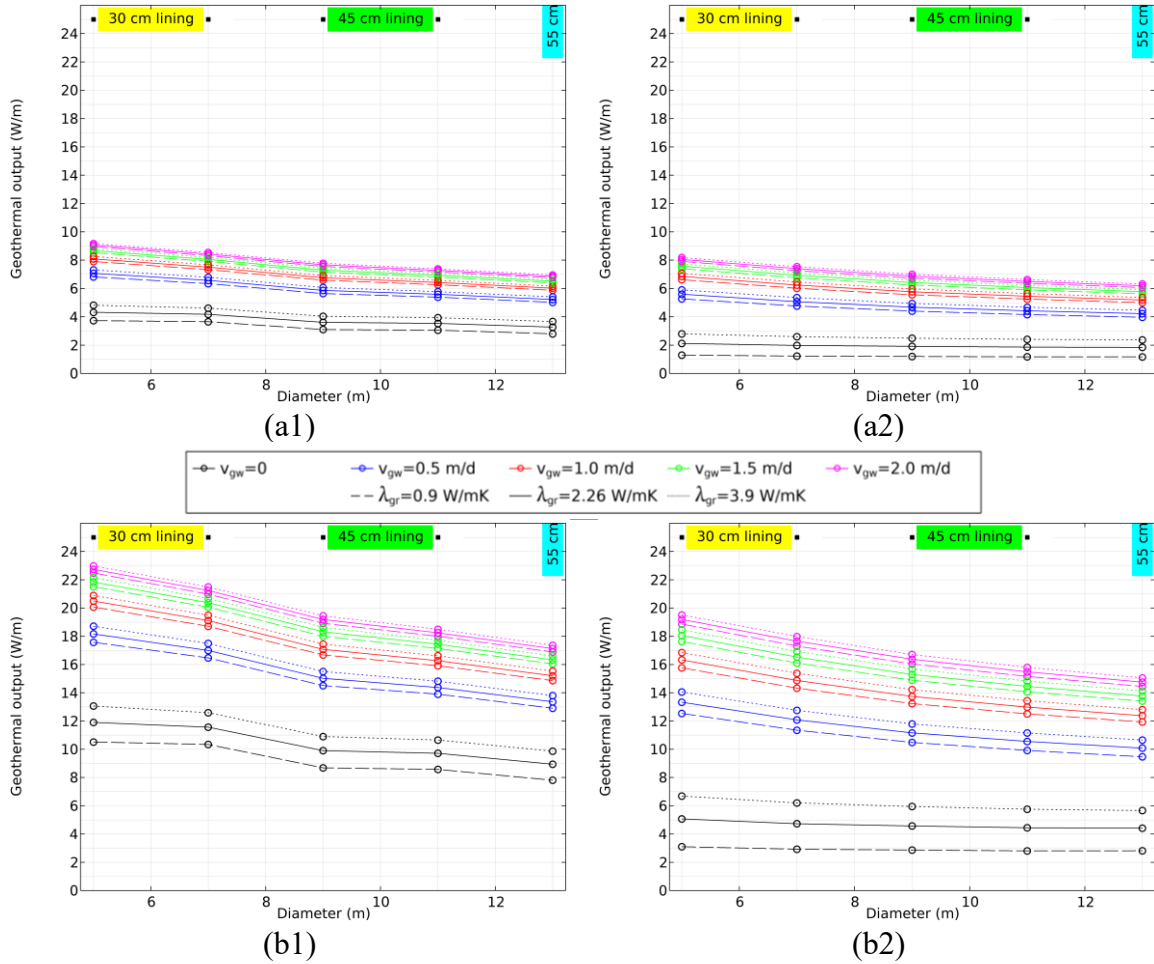 30 cm lining
45 cm lining
55 cm
24
22
20
18
16
14
12
10
8
6
4
2
0
Geothermal output (W/m)
6 8 10 12
Diameter (m)
(a1)
30 cm lining
45 cm lining
55 cm
24
22
20
18
16
14
12
10
8
6
4
2
0
Geothermal output (W/m)
6 8 10 12
Diameter (m)
(a2)
v_gw=0 v_gw=0.5 m/d v_gw=1.0 m/d v_gw=1.5 m/d v_gw=2.0 m/d
λ_gr=0.9 W/mK λ_gr=2.26 W/mK λ_gr=3.9 W/mK
30 cm lining
45 cm lining
55 cm
24
22
20
18
16
14
12
10
8
6
4
2
0
Geothermal output (W/m)
6 8 10 12
Diameter (m)
(b1)
30 cm lining
45 cm lining
55 cm
24
22
20
18
16
14
12
10
8
6
4
2
0
Geothermal output (W/m)
6 8 10 12
Diameter (m)
(b2)